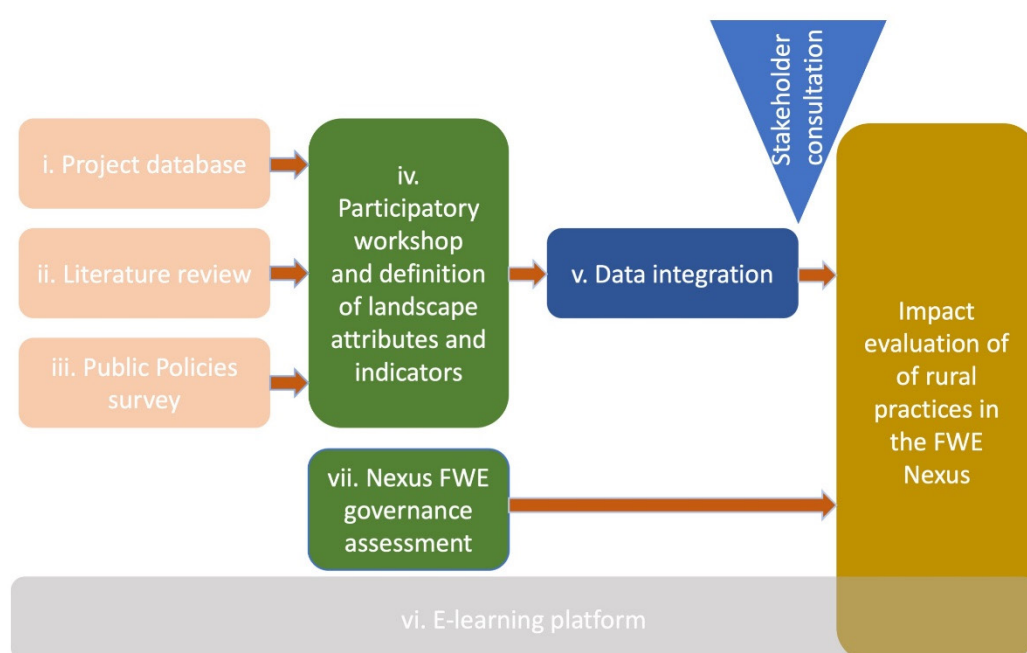 i. Project database
ii. Literature review
iii. Public Policies
survey
iv.
Participatory
workshop
and definition
of landscape
attributes and
indicators
v. Data integration
Stakeholder
consultation
Impact
evaluation of
of rural
practices in
the FWE
Nexus
vii. Nexus FWE
governance
assessment
vi. E-learning platform